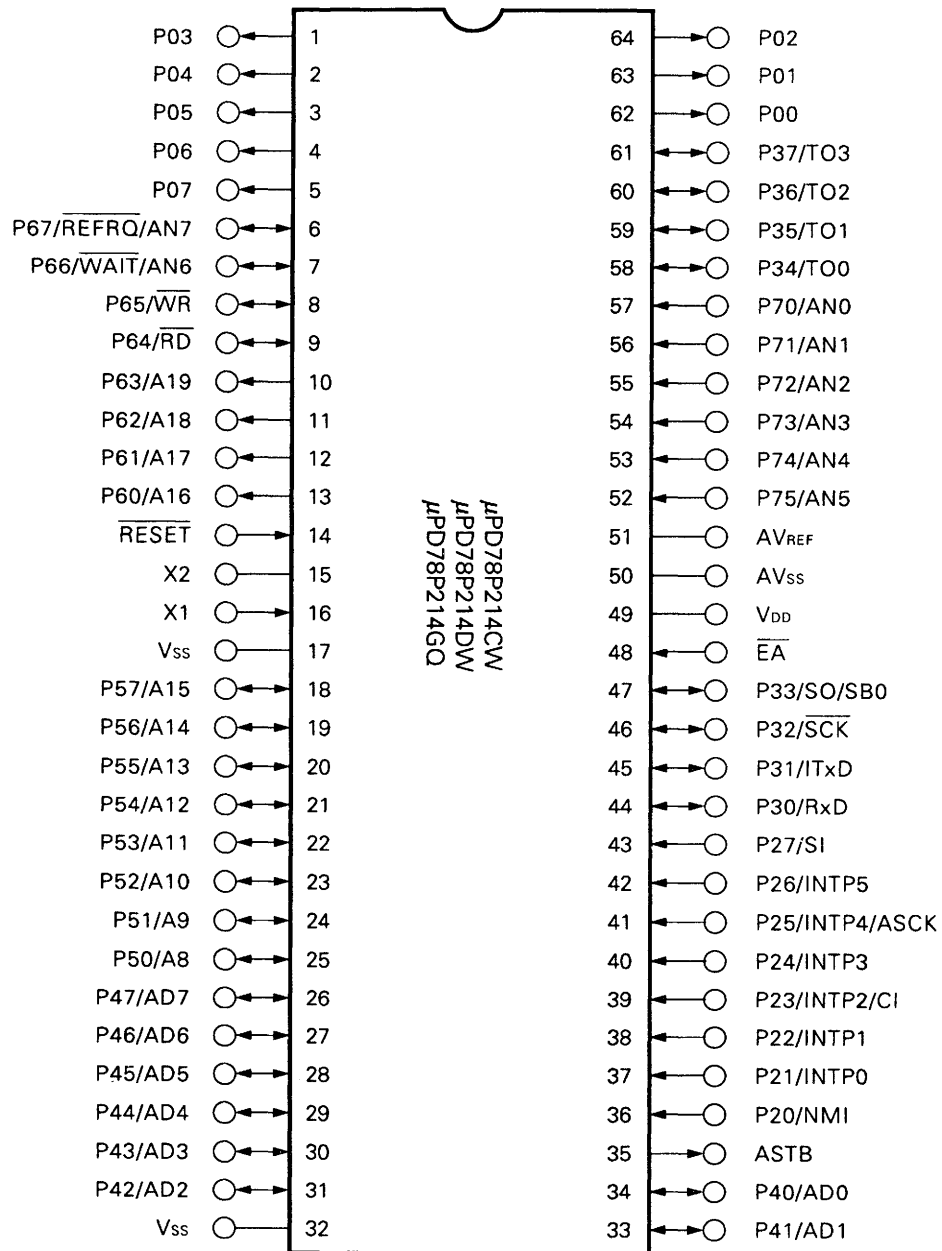 P03 1 64 P02
P04 2 63 P01
P05 3 62 P00
P06 4 61 P37/TO3
P07 5 60 P36/TO2
P67/R̅E̅F̅R̅Q̅/AN7 6 59 P35/TO1
P66/W̅A̅I̅T̅/AN6 7 58 P34/TO0
P65/W̅R̅ 8 57 P70/AN0
P64/R̅D̅ 9 56 P71/AN1
P63/A19 10 55 P72/AN2
P62/A18 11 54 P73/AN3
P61/A17 12 53 P74/AN4
P60/A16 13 52 P75/AN5
R̅E̅S̅E̅T̅ 14 51 AVREF
X2 15 50 AVss
X1 16 49 VDD
Vss 17 48 E̅A̅
P57/A15 18 47 P33/SO/SB0
P56/A14 19 46 P32/S̅C̅K̅
P55/A13 20 45 P31/ITxD
P54/A12 21 44 P30/RxD
P53/A11 22 43 P27/SI
P52/A10 23 42 P26/INTP5
P51/A9 24 41 P25/INTP4/ASCK
P50/A8 25 40 P24/INTP3
P47/AD7 26 39 P23/INTP2/CI
P46/AD6 27 38 P22/INTP1
P45/AD5 28 37 P21/INTP0
P44/AD4 29 36 P20/NMI
P43/AD3 30 35 ASTB
P42/AD2 31 34 P40/AD0
Vss 32 33 P41/AD1
μPD78P214CW
μPD78P214DW
μPD78P214GQ